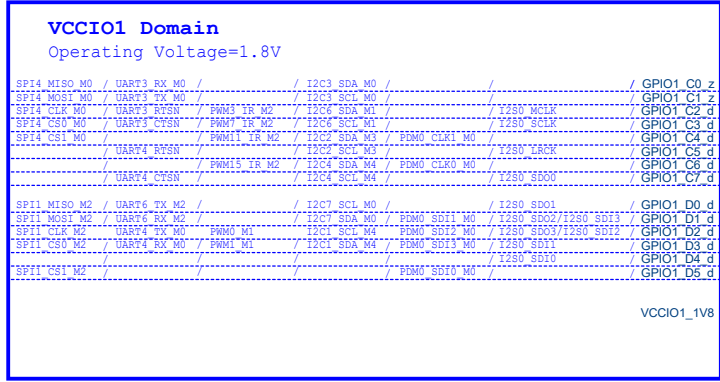 VCCIO1 Domain
Operating Voltage=1.8V
SPI4_MISO_M0 / UART3_RX_M0 / / I2C3_SDA_M0 / / / GPIO1_C0_z
SPI4_MOSI_M0 / UART3_TX_M0 / / I2C3_SCL_M0 / / / GPIO1_C1_z
SPI4_CLK_M0 / UART3_RTSN / PWM3_IR_M2 / I2C6_SDA_M1 / / I2S0_MCLK / GPIO1_C2_d
SPI4_CS0_M0 / UART3_CTSN / PWM7_IR_M2 / I2C6_SCL_M1 / / I2S0_SCLK / GPIO1_C3_d
SPI4_CS1_M0 / / PWM11_IR_M2 / I2C2_SDA_M3 / PDM0_CLK1_M0 / / GPIO1_C4_d
/ UART4_RTSN / / I2C2_SCL_M3 / / I2S0_LRCK / GPIO1_C5_d
/ / PWM15_IR_M2 / I2C4_SDA_M4 / PDM0_CLK0_M0 / / GPIO1_C6_d
/ UART4_CTSN / / I2C4_SCL_M4 / / I2S0_SDO0 / GPIO1_C7_d
SPI1_MISO_M2 / UART6_TX_M2 / / I2C7_SCL_M0 / / I2S0_SDO1 / GPIO1_D0_d
SPI1_MOSI_M2 / UART6_RX_M2 / / I2C7_SDA_M0 / PDM0_SDI1_M0 / I2S0_SDO2/I2S0_SDI3 / GPIO1_D1_d
SPI1_CLK_M2 / UART4_TX_M0 / PWM0_M1 / I2C1_SCL_M4 / PDM0_SDI2_M0 / I2S0_SDO3/I2S0_SDI2 / GPIO1_D2_d
SPI1_CS0_M2 / UART4_RX_M0 / PWM1_M1 / I2C1_SDA_M4 / PDM0_SDI3_M0 / I2S0_SDI1 / GPIO1_D3_d
/ / / / / I2S0_SDI0 / GPIO1_D4_d
SPI1_CS1_M2 / / / / PDM0_SDI0_M0 / / GPIO1_D5_d
VCCIO1_1V8